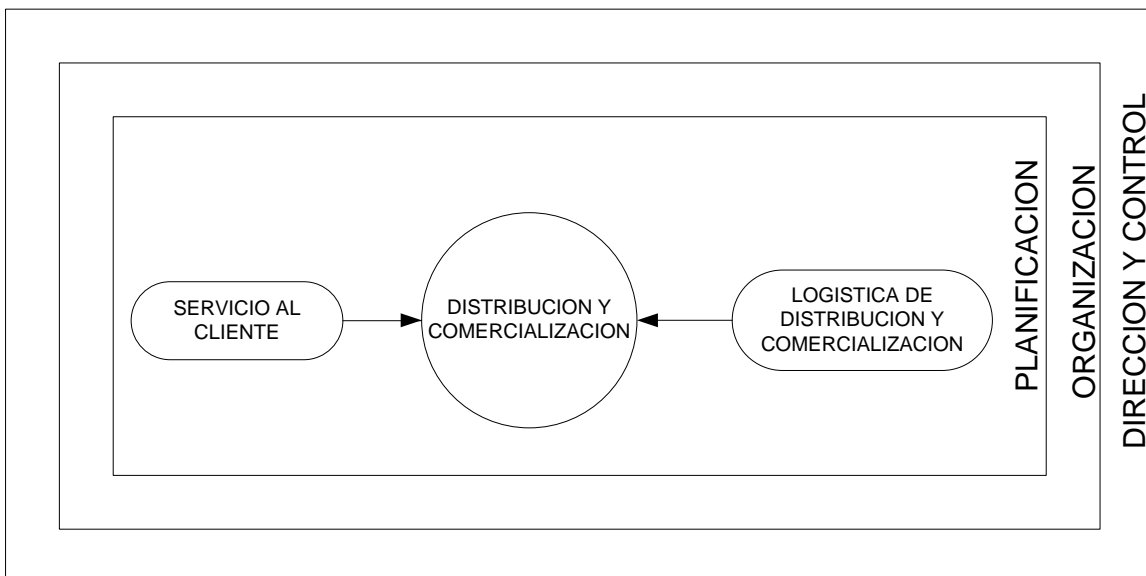 SERVICIO AL
CLIENTE
DISTRIBUCION Y
COMERCIALIZACION
LOGISTICA DE
DISTRIBUCION Y
COMERCIALIZACION
PLANIFICACION
ORGANIZACION
DIRECCION Y CONTROL